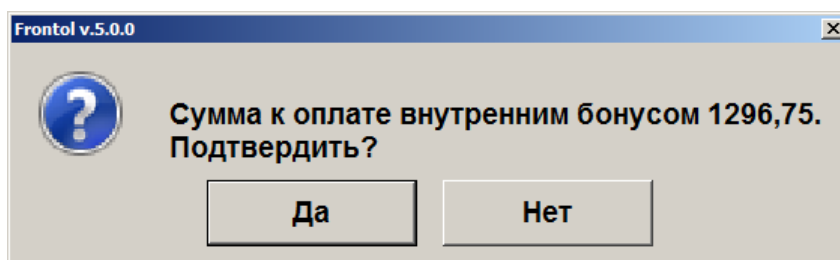 Frontol v.5.0.0
Сумма к оплате внутренним бонусом 1296,75.
Подтвердить?
Да
Нет